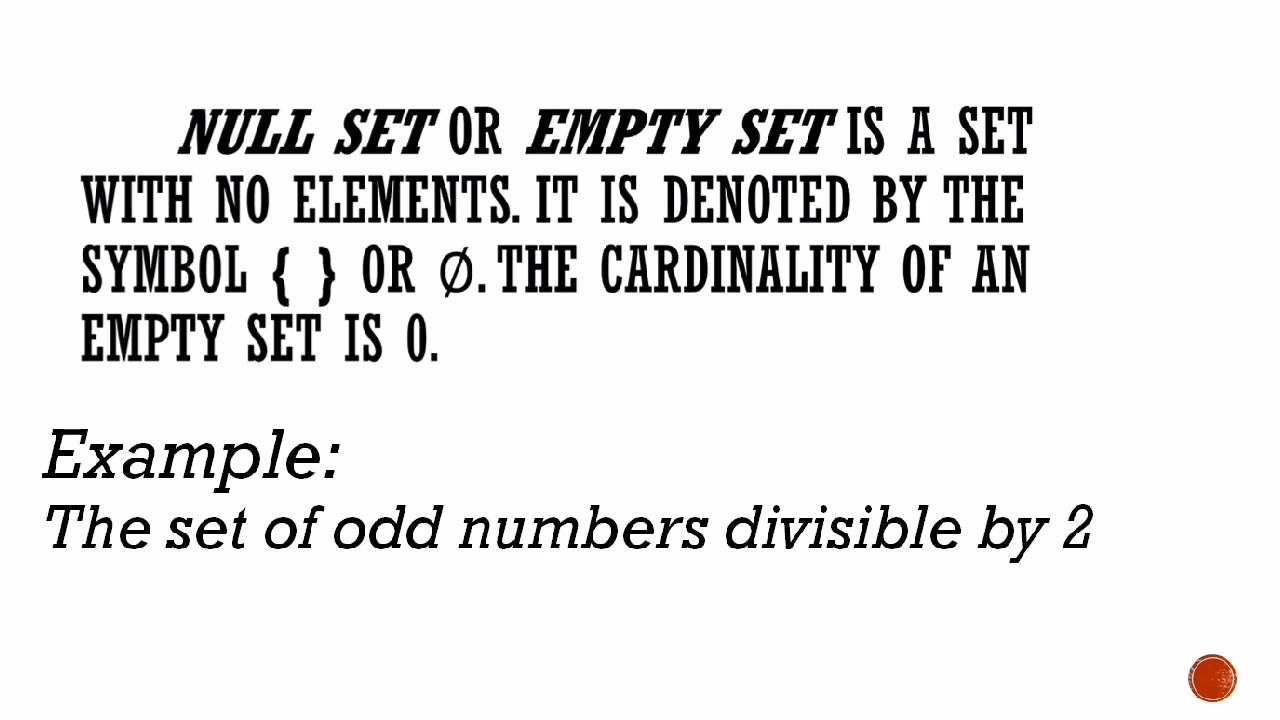 NULL SET OR EMPTY SET IS A SET
WITH NO ELEMENTS. IT IS DENOTED BY THE
SYMBOL { } OR ∅. THE CARDINALITY OF AN
EMPTY SET IS 0.
Example:
The set of odd numbers divisible by 2